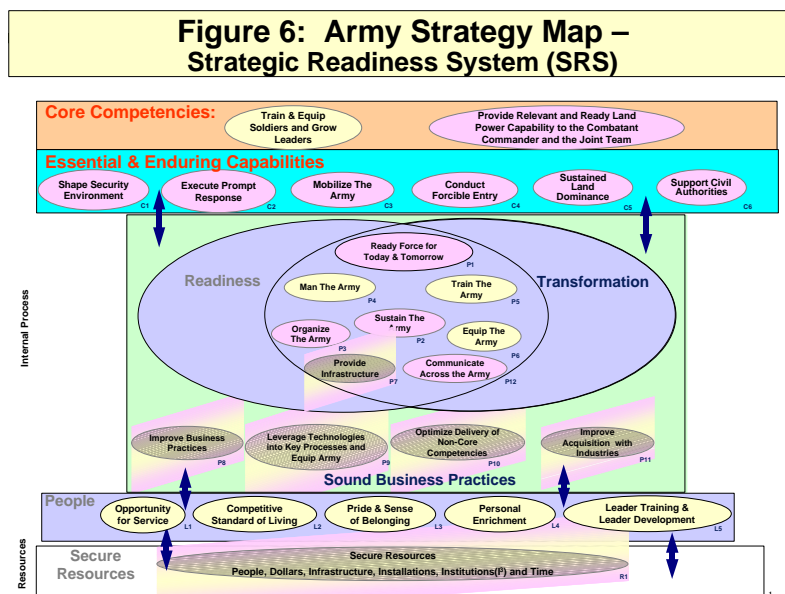 Figure 6: Army Strategy Map –
Strategic Readiness System (SRS)
Core Competencies:
Train & Equip
Soldiers and Grow
Leaders
Provide Relevant and Ready Land
Power Capability to the Combatant
Commander and the Joint Team
Essential & Enduring Capabilities
Shape Security
Environment
C1
Execute Prompt
Response
C2
Mobilize The
Army
C3
Conduct
Forcible Entry
C4
Sustained
Land
Dominance
C5
Support Civil
Authorities
C6
Internal Process
Readiness
Transformation
Ready Force for
Today & Tomorrow
P1
Man The Army
P4
Train The
Army
P5
Sustain The
Army
P2
Organize
The Army
P3
Equip The
Army
P6
Provide
Infrastructure
P7
Communicate
Across the Army
P12
Improve Business
Practices
P8
Leverage Technologies
into Key Processes and
Equip Army
P9
Optimize Delivery of
Non-Core
Competencies
P10
Improve
Acquisition with
Industries
P11
Sound Business Practices
People
Opportunity
for Service
L1
Competitive
Standard of Living
L2
Pride & Sense
of Belonging
L3
Personal
Enrichment
L4
Leader Training &
Leader Development
L5
Resources
Secure
Resources
Secure Resources
People, Dollars, Infrastructure, Installations, Institutions(I³) and Time
R1